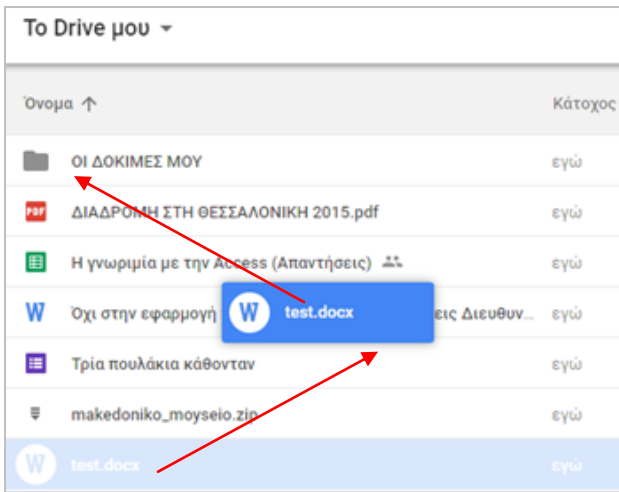 Το Drive μου
Όνομα ↑ Κάτοχος
ΟΙ ΔΟΚΙΜΕΣ ΜΟΥ εγώ
PDF ΔΙΑΔΡΟΜΗ ΣΤΗ ΘΕΣΣΑΛΟΝΙΚΗ 2015.pdf εγώ
Η γνωριμία με την Access (Απαντήσεις) εγώ
W Όχι στην εφαρμογή W test.docx εις Διευθυν... εγώ
Τρία πουλάκια κάθονταν εγώ
makedoniko_moyseio.zip εγώ
W test.docx εγώ